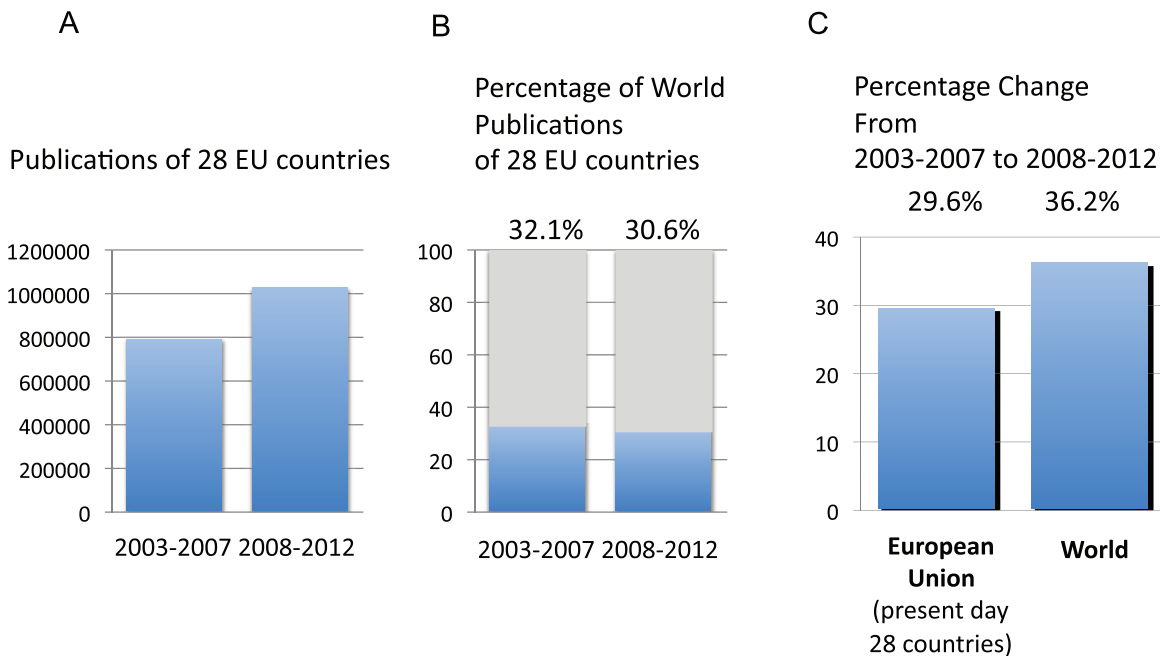 A
Publications of 28 EU countries
1200000
1000000
800000
600000
400000
200000
0
2003-2007 2008-2012
B
Percentage of World
Publications
of 28 EU countries
32.1% 30.6%
100
80
60
40
20
0
2003-2007 2008-2012
C
Percentage Change
From
2003-2007 to 2008-2012
29.6% 36.2%
40
30
20
10
0
European
Union
(present day
28 countries)
World